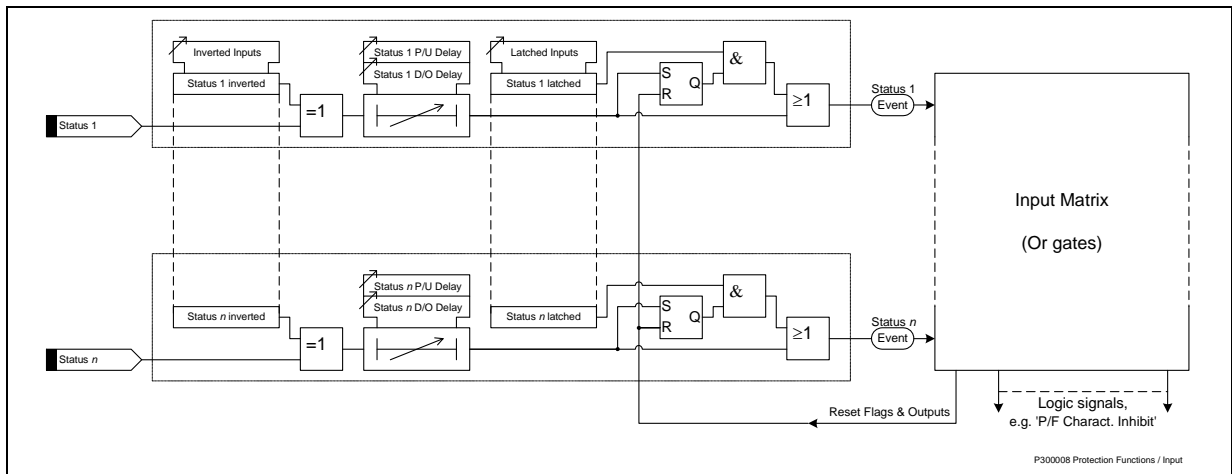 Inverted Inputs
Status 1 P/U Delay
Latched Inputs
Status 1 inverted
Status 1 D/O Delay
Status 1 latched
&
S
Q
R
=1
≥1
Status 1
Status 1
Event
Input Matrix
(Or gates)
Status n P/U Delay
Status n inverted
Status n D/O Delay
Status n latched
&
S
Q
R
=1
≥1
Status n
Status n
Event
Reset Flags & Outputs
Logic signals,
e.g. 'P/F Charact. Inhibit'
P300008 Protection Functions / Input